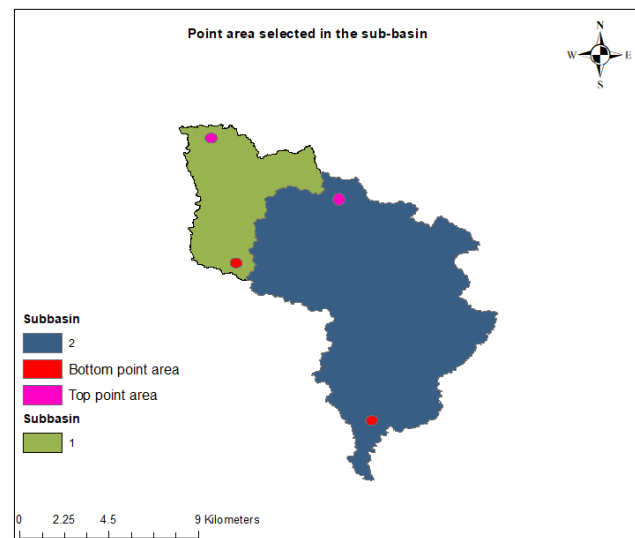 Point area selected in the sub-basin
N
W E
S
Subbasin
2
Bottom point area
Top point area
Subbasin
1
0 2.25 4.5 9 Kilometers